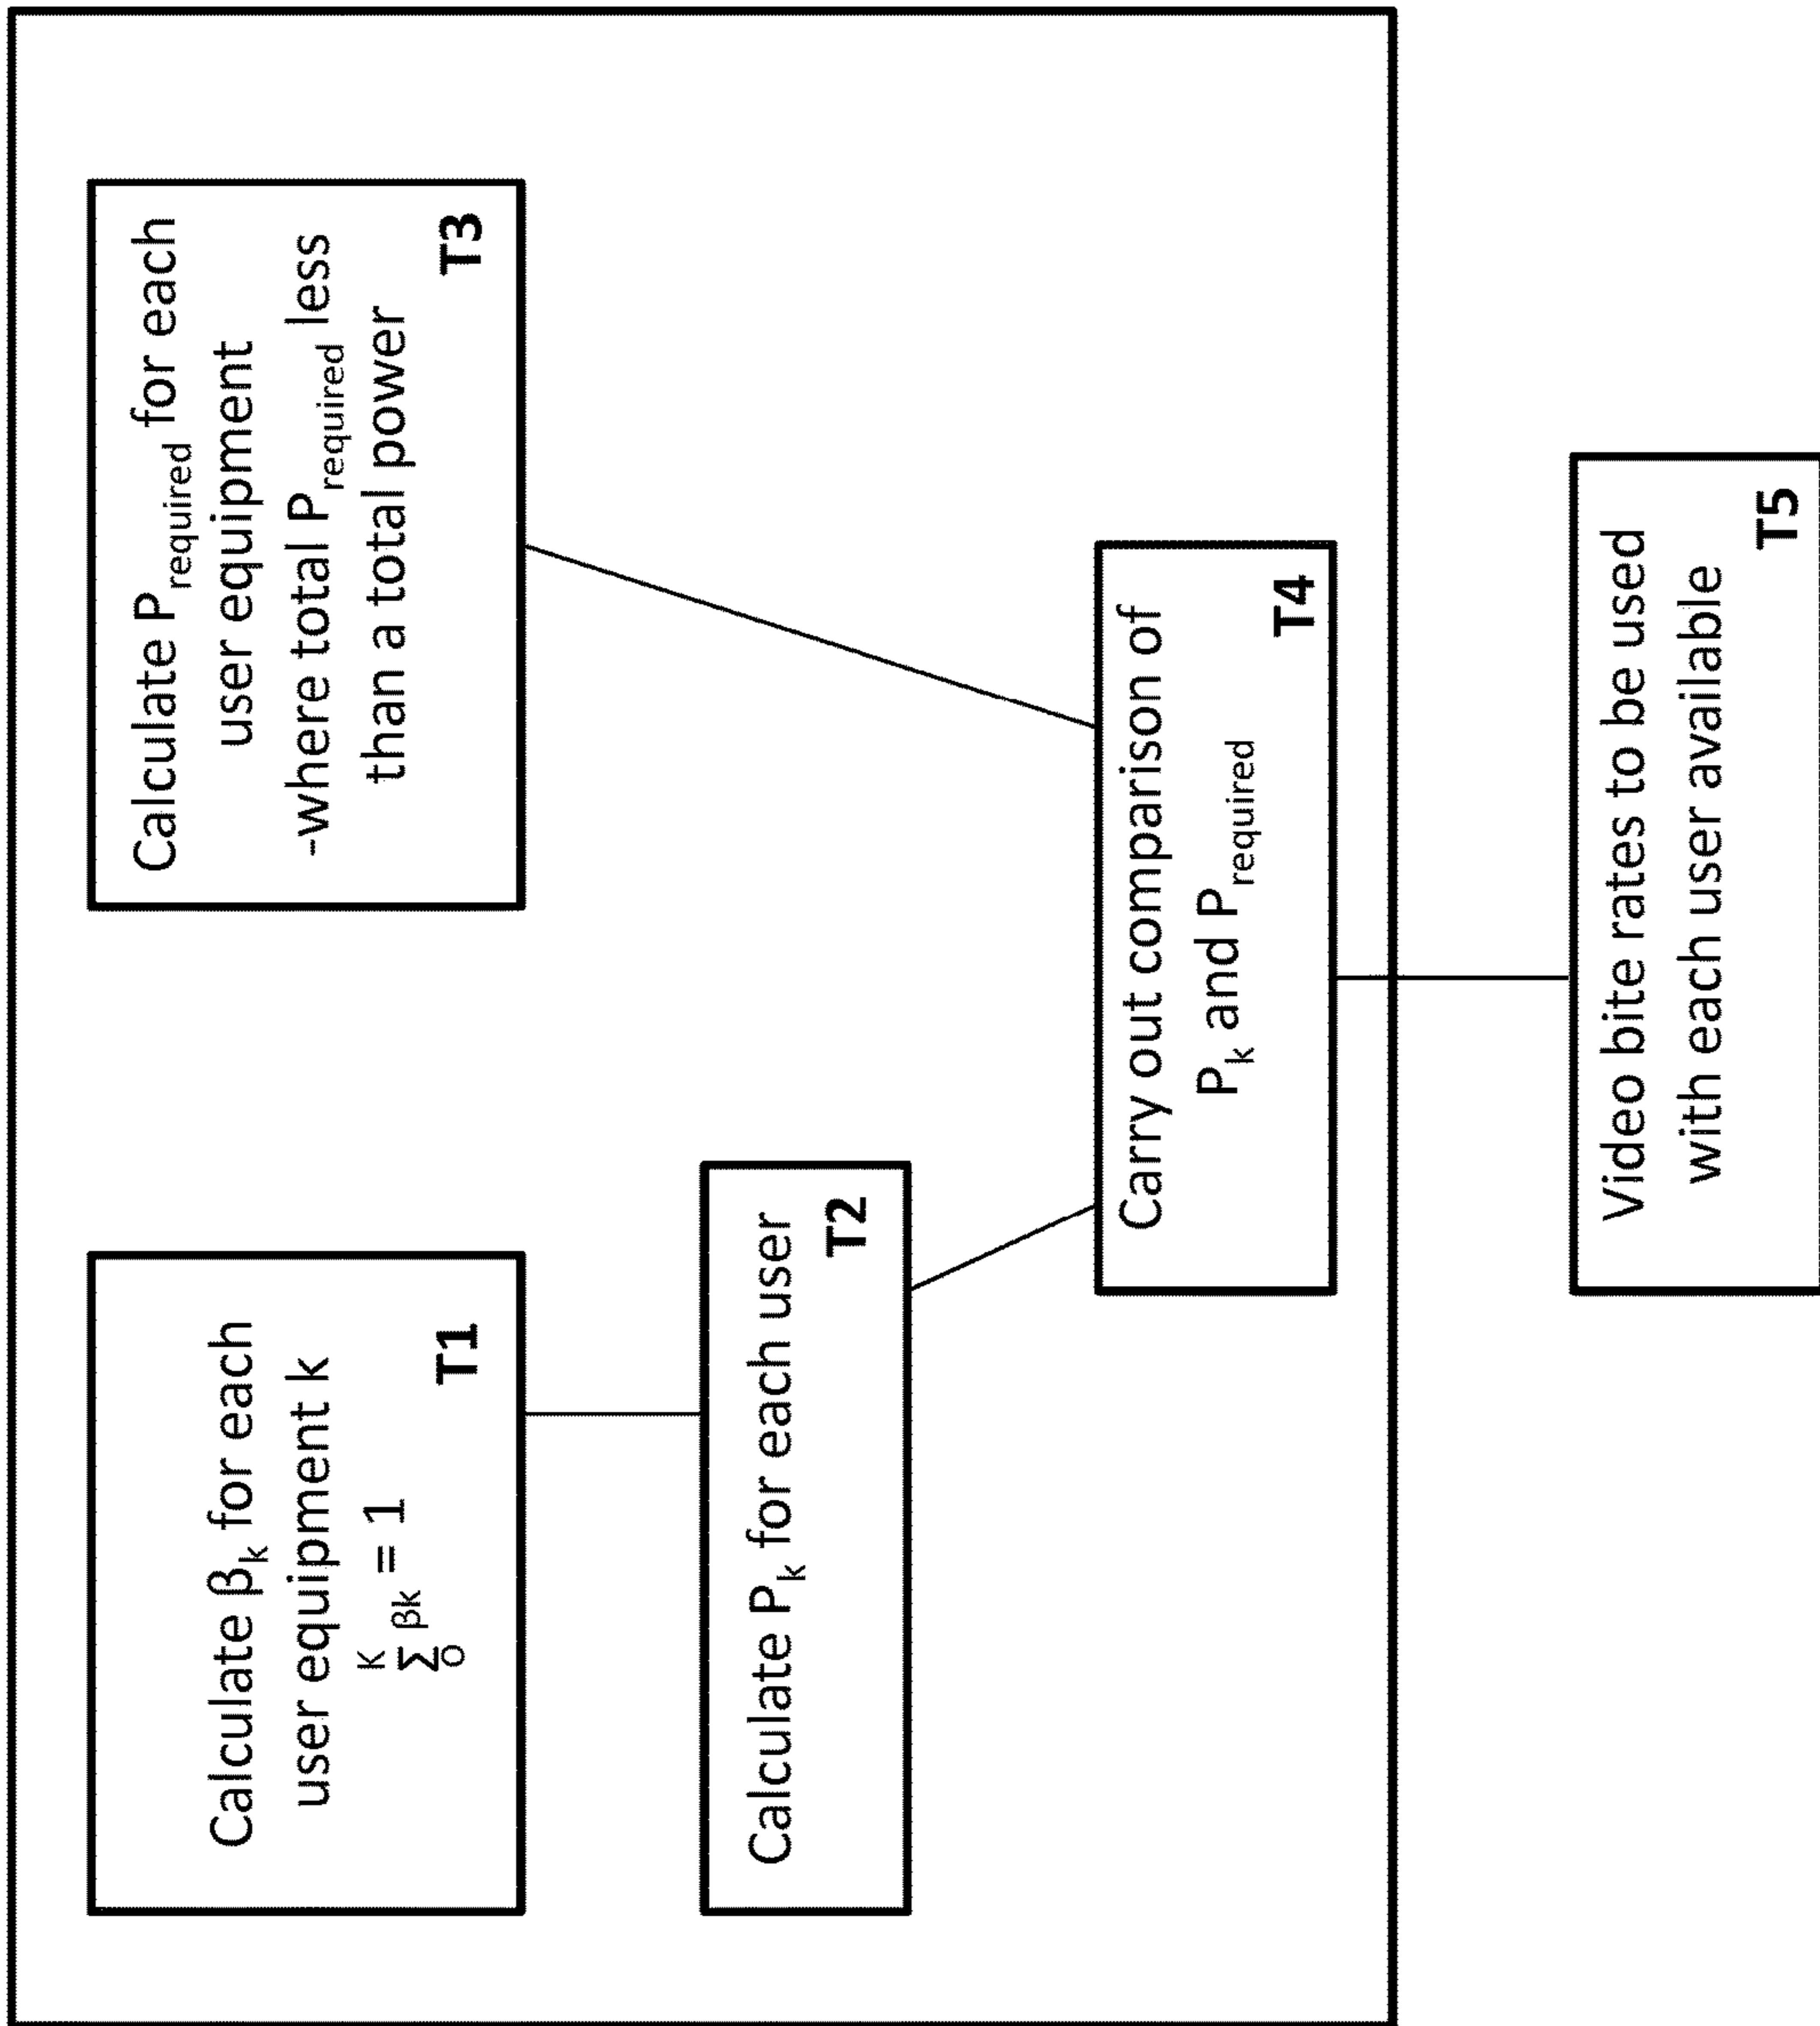 Calculate βk for each
user equipment k
K
Σ βk = 1
O
T1
Calculate Pk for each user
T2
Calculate Prequired for each
user equipment
-where total Prequired less
than a total power
T3
Carry out comparison of
Pk and Prequired
T4
Video bite rates to be used
with each user available
T5